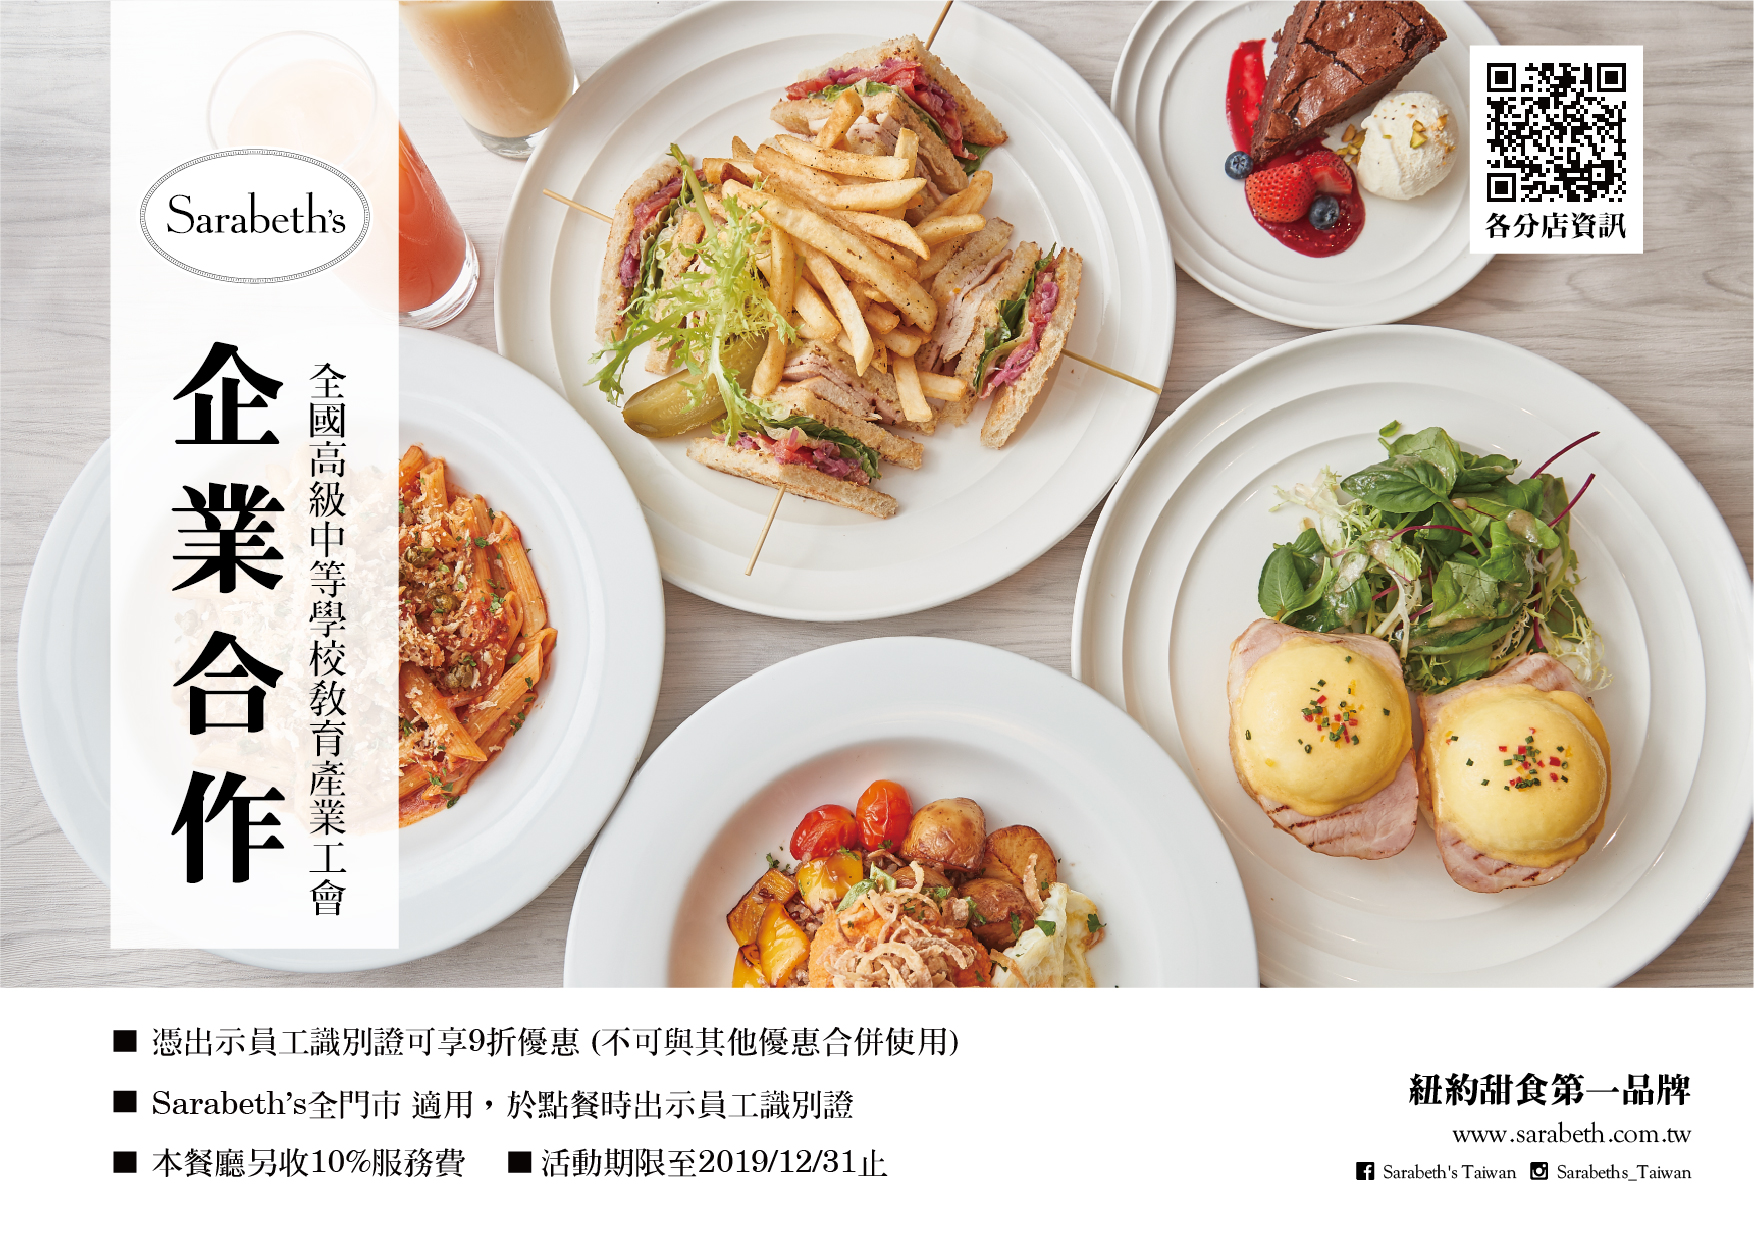 Sarabeth's
企業合作
全國高級中等學校教育產業工會
各分店資訊
■ 憑出示員工識別證可享9折優惠 (不可與其他優惠合併使用)
■ Sarabeth's全門市 適用，於點餐時出示員工識別證
■ 本餐廳另收10%服務費 ■ 活動期限至2019/12/31止
紐約甜食第一品牌
www.sarabeth.com.tw
Sarabeth's Taiwan Sarabeths_Taiwan